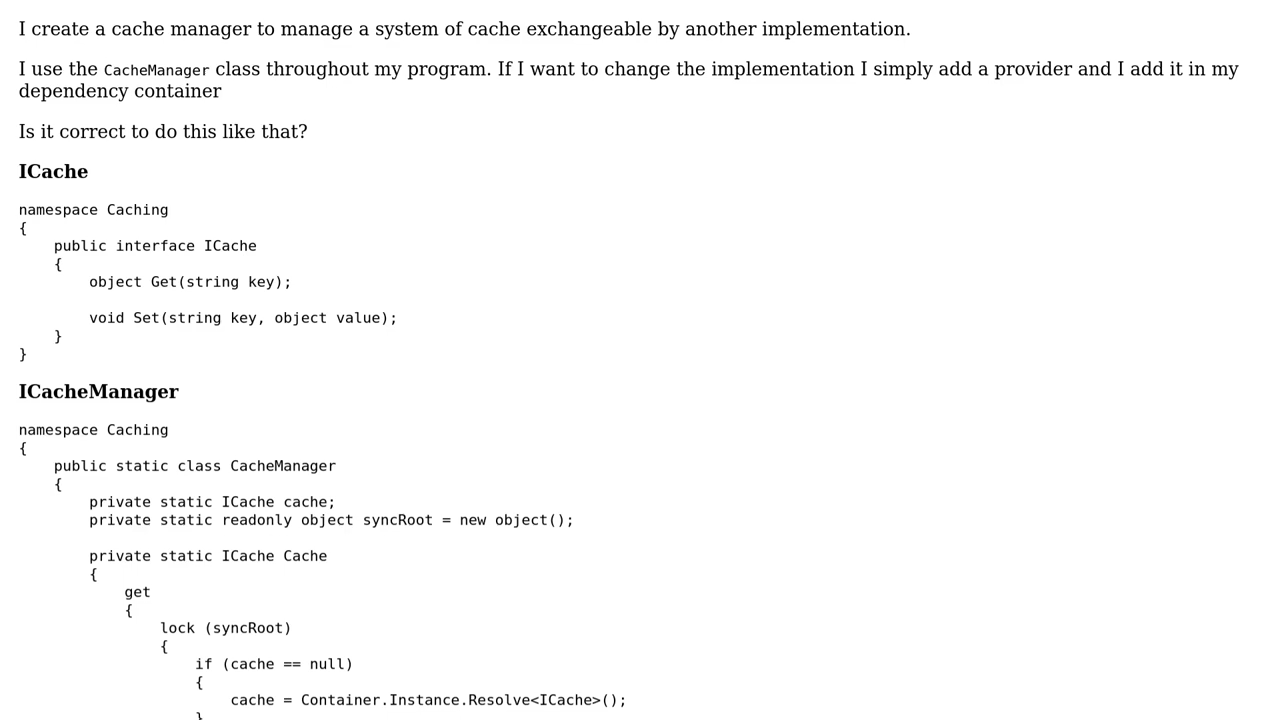 I create a cache manager to manage a system of cache exchangeable by another implementation.
I use the CacheManager class throughout my program. If I want to change the implementation I simply add a provider and I add it in my
dependency container
Is it correct to do this like that?
ICache
namespace Caching
{
    public interface ICache
    {
        object Get(string key);
        void Set(string key, object value);
    }
}
ICacheManager
namespace Caching
{
    public static class CacheManager
    {
        private static ICache cache;
        private static readonly object syncRoot = new object();
        private static ICache Cache
        {
            get
            {
                lock (syncRoot)
                {
                    if (cache == null)
                    {
                        cache = Container.Instance.Resolve<ICache>();
                    }